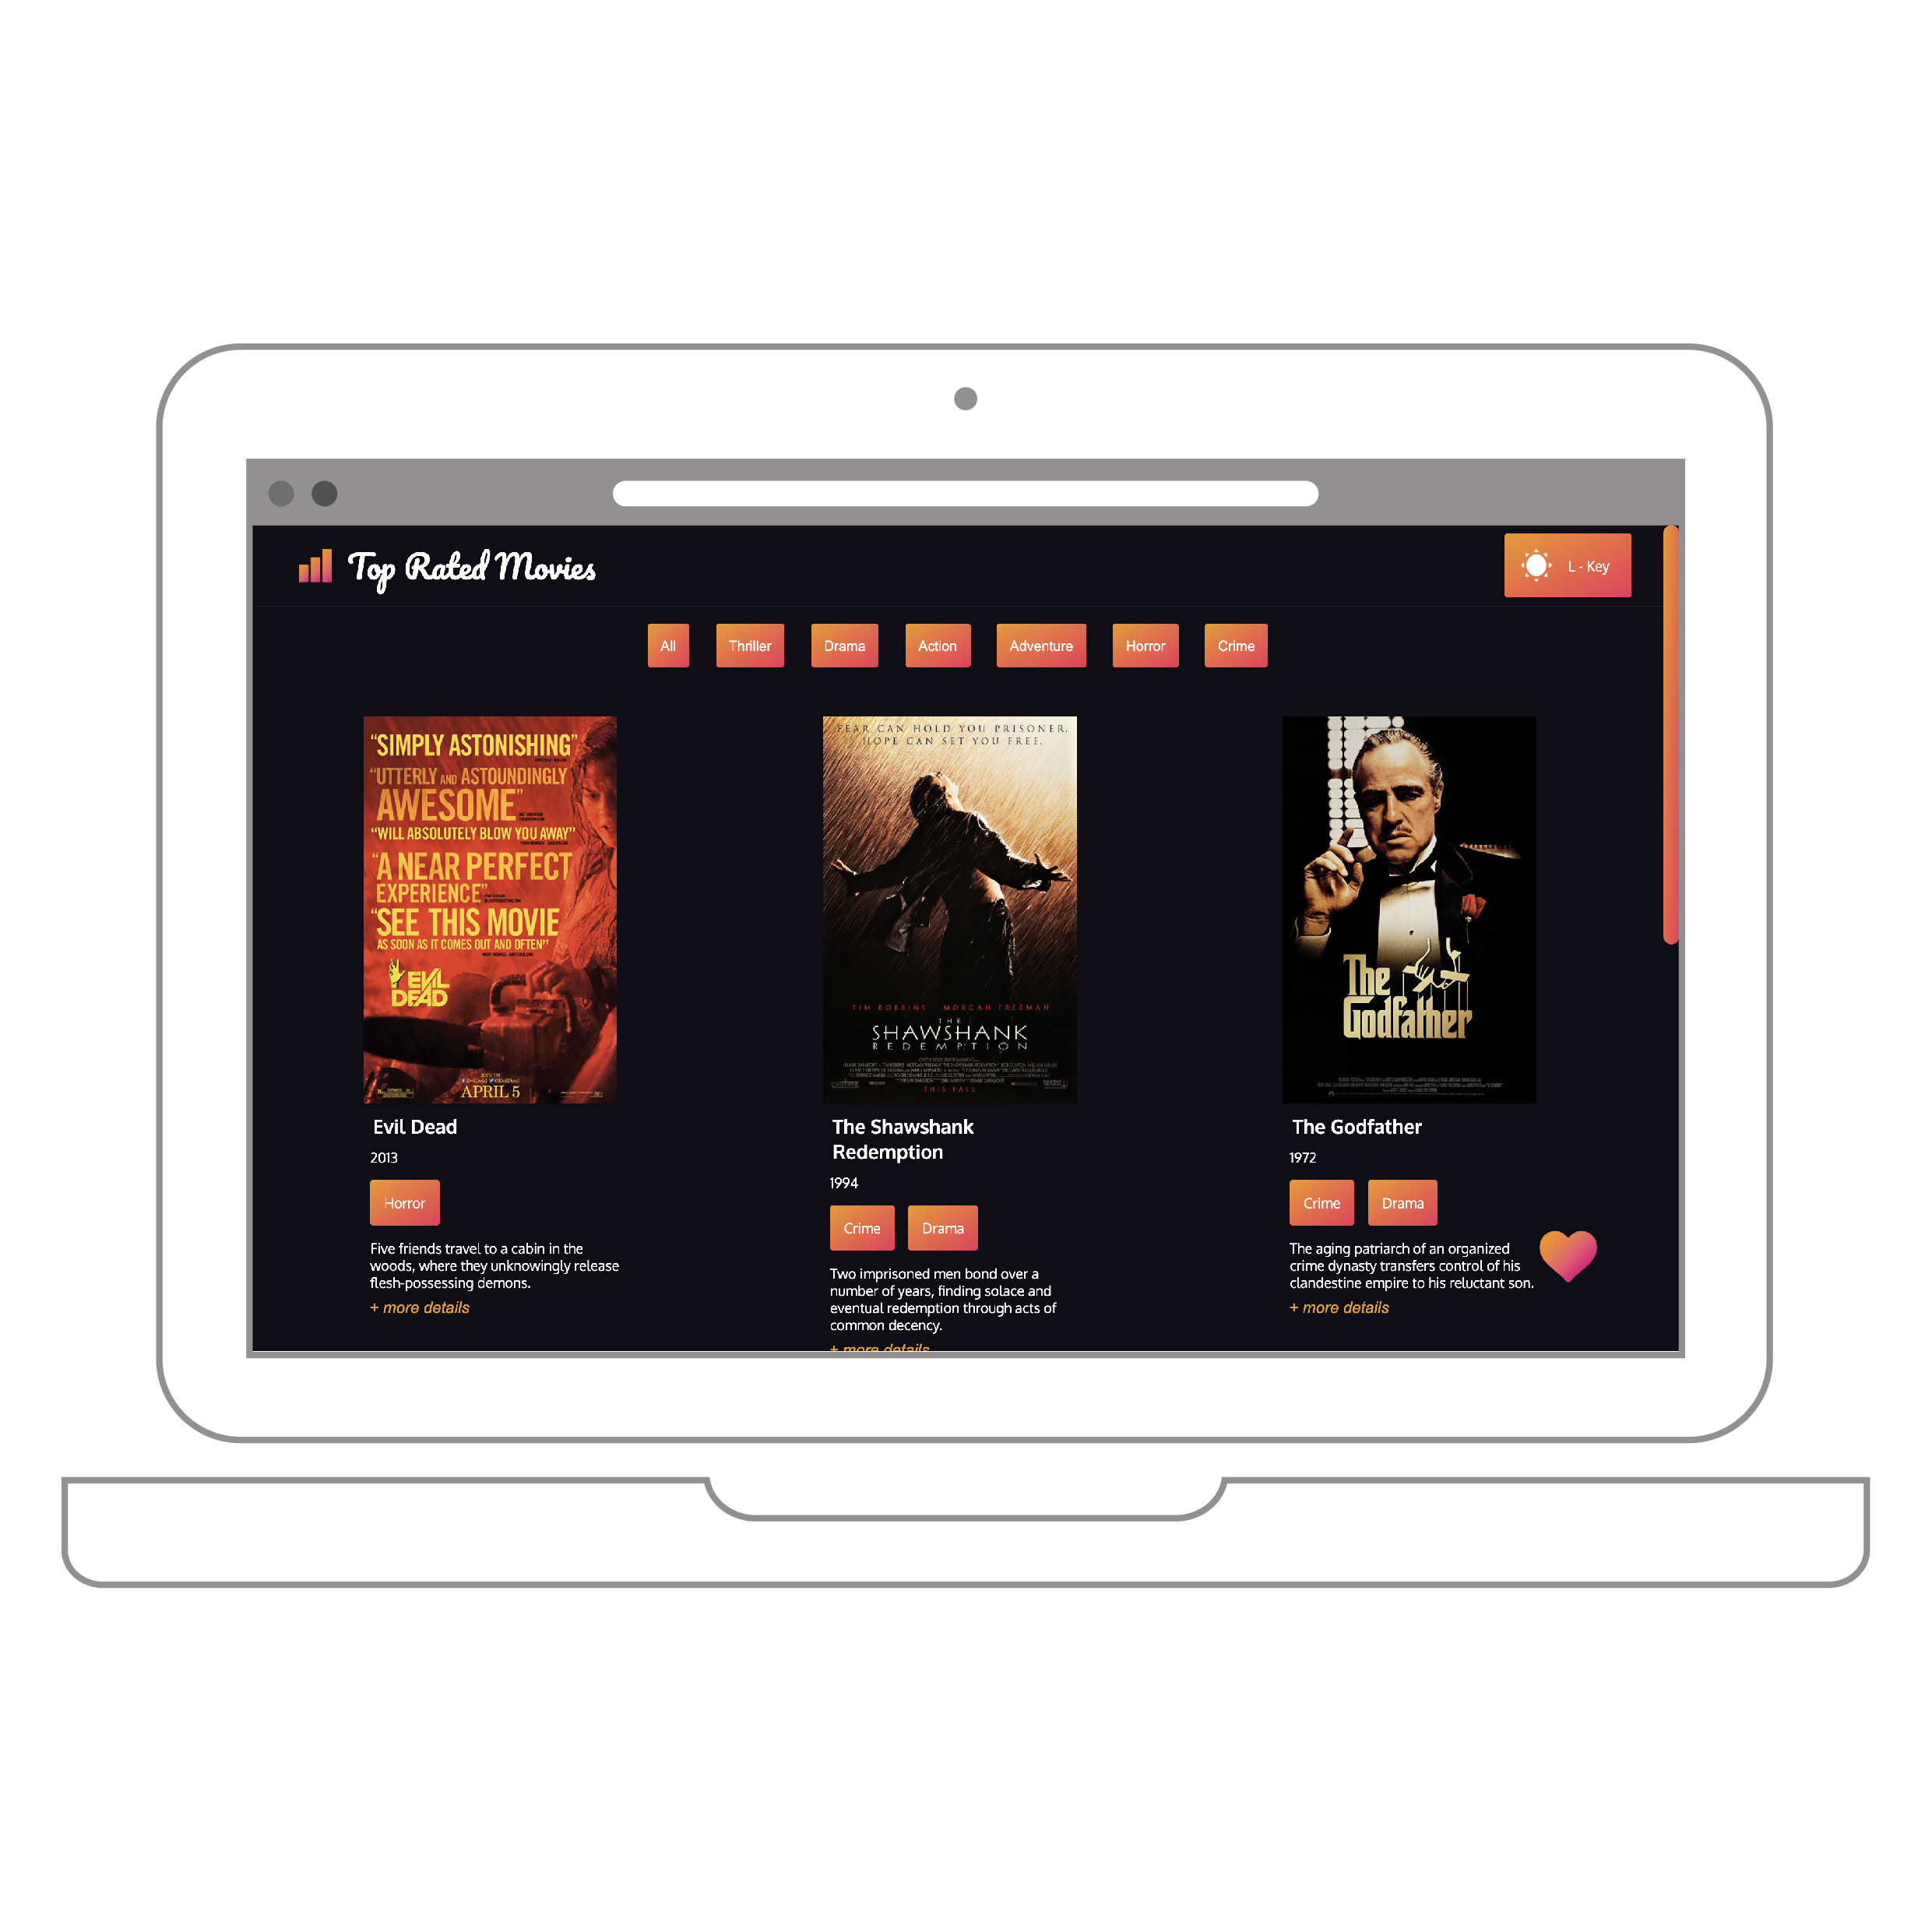 Top Rated Movies
L - Key
All Thriller Drama Action Adventure Horror Crime
“SIMPLY ASTONISHING”
“UTTERLY AND ASTOUNDINGLY
AWESOME”
“WILL ABSOLUTELY BLOW YOU AWAY”
“A NEAR PERFECT
EXPERIENCE”
“SEE THIS MOVIE
AS SOON AS IT COMES OUT AND OFTEN”
EVIL
DEAD
APRIL 5
Evil Dead
2013
Horror
Five friends travel to a cabin in the
woods, where they unknowingly release
flesh-possessing demons.
+ more details
FEAR CAN HOLD YOU PRISONER.
HOPE CAN SET YOU FREE.
TIM ROBBINS MORGAN FREEMAN
THE
SHAWSHANK
REDEMPTION
THIS FALL
The Shawshank
Redemption
1994
Crime Drama
Two imprisoned men bond over a
number of years, finding solace and
eventual redemption through acts of
common decency.
+ more details
The
Godfather
The Godfather
1972
Crime Drama
The aging patriarch of an organized
crime dynasty transfers control of his
clandestine empire to his reluctant son.
+ more details